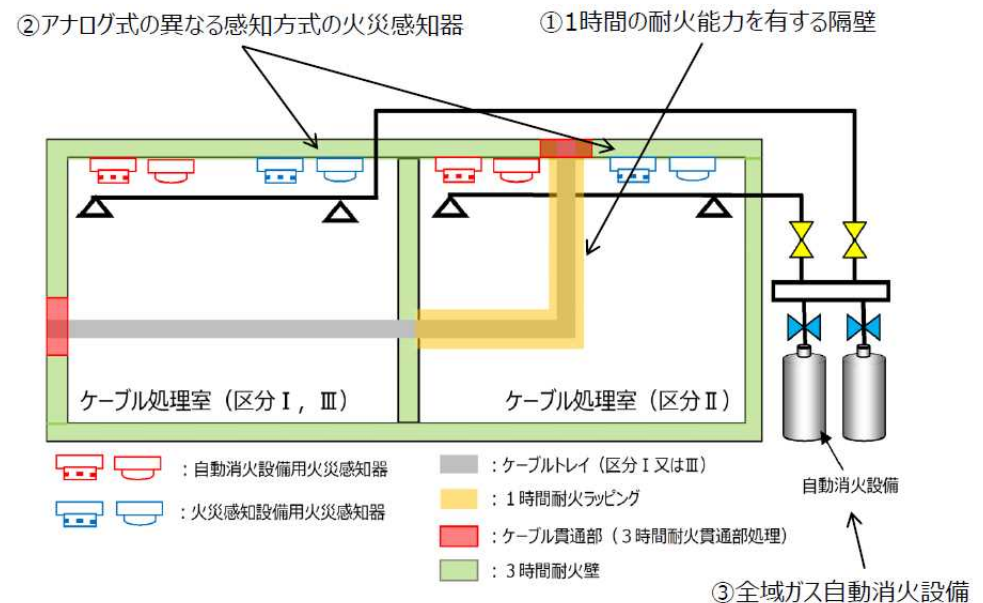 ②アナログ式の異なる感知方式の火災感知器
①1時間の耐火能力を有する隔壁
ケーブル処理室（区分Ⅰ，Ⅲ）
ケーブル処理室（区分Ⅱ）
：自動消火設備用火災感知器
：火災感知設備用火災感知器
：ケーブルトレイ（区分Ⅰ又はⅢ）
：１時間耐火ラッピング
：ケーブル貫通部（３時間耐火貫通部処理）
：３時間耐火壁
自動消火設備
③全域ガス自動消火設備